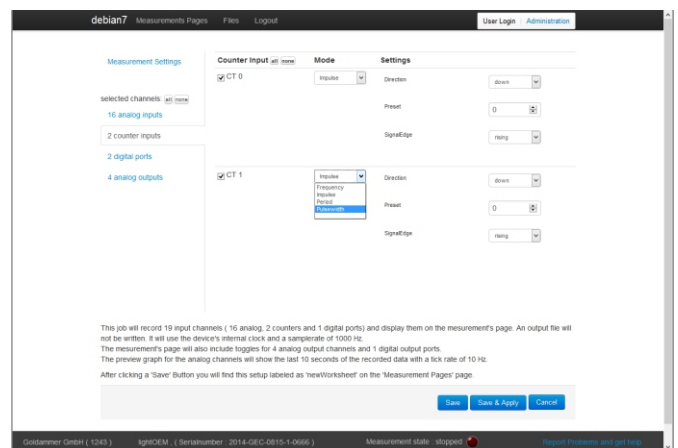 debian7 Measurements Pages Files Logout User Login Administration
Measurement Settings
selected channels: all none
16 analog inputs
2 counter inputs
2 digital ports
4 analog outputs
Counter Input all none Mode Settings
CT 0 Impulse Direction down
Preset 0
SignalEdge rising
CT 1 Impulse Direction down
Frequency
Impulse
Period
Pulsewidth
Preset 0
SignalEdge rising
This job will record 19 input channels ( 16 analog, 2 counters and 1 digital ports) and display them on the mesurement's page. An output file will
not be written. It will use the device's internal clock and a samplerate of 1000 Hz.
The mesurement's page will also include toggles for 4 analog output channels and 1 digital output ports.
The preview graph for the analog channels will show the last 10 seconds of the recorded data with a tick rate of 10 Hz.
After clicking a 'Save' Button you will find this setup labeled as 'newWorksheet' on the 'Measurement Pages' page.
Save Save & Apply Cancel
Goldammer GmbH ( 1243 ) lightOEM , ( Serialnumber : 2014-GEC-0815-1-0666 ) Measurement state : stopped Report Problems and get help